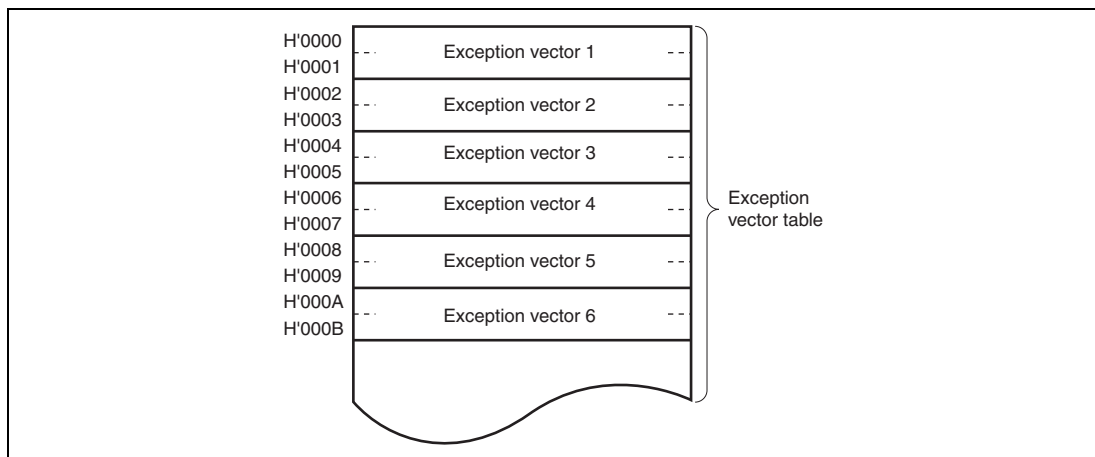 H'0000
Exception vector 1
H'0001
H'0002
Exception vector 2
H'0003
H'0004
Exception vector 3
H'0005
H'0006
Exception vector 4
H'0007
H'0008
Exception vector 5
H'0009
H'000A
Exception vector 6
H'000B
Exception
vector table